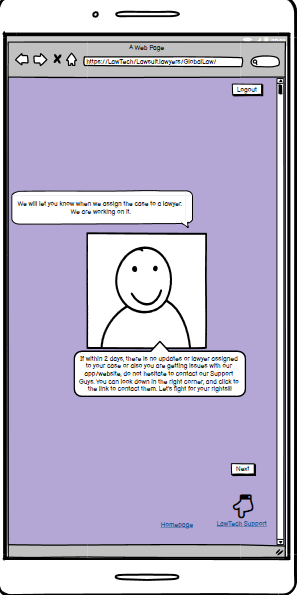 A Web Page
https://LawTech/Lawsuit.lawyers/GlobalLaw/
Logout
We will let you know when we assign the case to a lawyer.
We are working on it.
If within 2 days, there is no updates or lawyer assigned
to your case or also you are getting issues with our
app/website, do not hesitate to contact our Support
Guys. You can look down in the right corner, and click to
the link to contact them. Let's fight for your rights!!!
Next
Homepage
LawTech Support